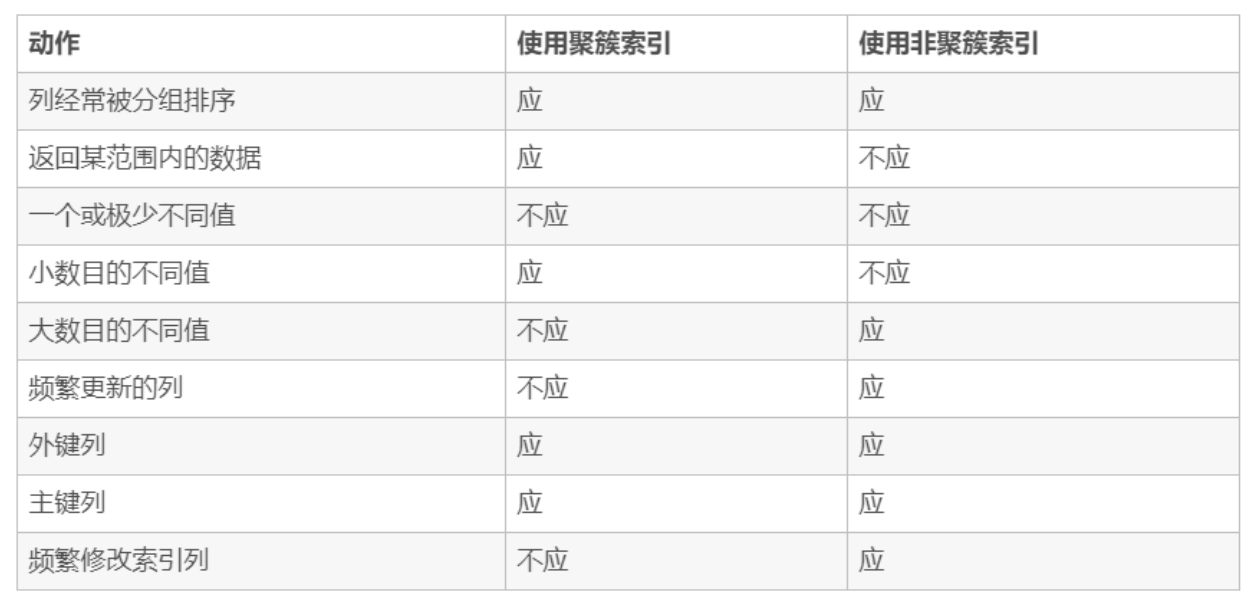 动作 使用聚簇索引 使用非聚簇索引
列经常被分组排序 应 应
返回某范围内的数据 应 不应
一个或极少不同值 不应 不应
小数目的不同值 应 不应
大数目的不同值 不应 应
频繁更新的列 不应 应
外键列 应 应
主键列 应 应
频繁修改索引列 不应 应